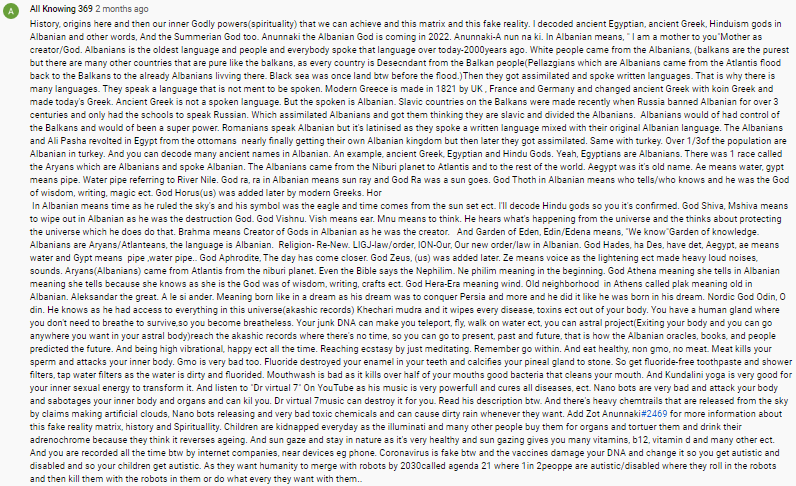 A
All Knowing 369 2 months ago
History, origins here and then our inner Godly powers(spirituality) that we can achieve and this matrix and this fake reality. I decoded ancient Egyptian, ancient Greek, Hinduism gods in
Albanian and other words, And the Summerian God too. Anunnaki the Albanian God is coming in 2022. Anunnaki-A nun na ki. In Albanian means, " I am a mother to you"Mother as
creator/God. Albanians is the oldest language and people and everybody spoke that language over today-2000years ago. White people came from the Albanians, (balkans are the purest
but there are many other countries that are pure like the balkans, as every country is Desecndant from the Balkan people(Pellazgians which are Albanians came from the Atlantis flood
back to the Balkans to the already Albanians livving there. Black sea was once land btw before the flood.)Then they got assimilated and spoke written languages. That is why there is
many languages. They speak a language that is not ment to be spoken. Modern Greece is made in 1821 by UK , France and Germany and changed ancient Greek with koin Greek and
made today's Greek. Ancient Greek is not a spoken language. But the spoken is Albanian. Slavic countries on the Balkans were made recently when Russia banned Albanian for over 3
centuries and only had the schools to speak Russian. Which assimilated Albanians and got them thinking they are slavic and divided the Albanians. Albanians would of had control of
the Balkans and would of been a super power. Romanians speak Albanian but it's latinised as they spoke a written language mixed with their original Albanian language. The Albanians
and Ali Pasha revolted in Egypt from the ottomans nearly finally getting their own Albanian kingdom but then later they got assimilated. Same with turkey. Over 1/3of the population are
Albanian in turkey. And you can decode many ancient names in Albanian. An example, ancient Greek, Egyptian and Hindu Gods. Yeah, Egyptians are Albanians. There was 1 race called
the Aryans which are Albanians and spoke Albanian. The Albanians came from the Niburi planet to Atlantis and to the rest of the world. Aegypt was it's old name. Ae means water, gypt
means pipe. Water pipe referring to River Nile. God ra, ra in Albanian means sun ray and God Ra was a sun goes. God Thoth in Albanian means who tells/who knows and he was the God
of wisdom, writing, magic ect. God Horus(us) was added later by modern Greeks. Hor
In Albanian means time as he ruled the sky's and his symbol was the eagle and time comes from the sun set ect. I'll decode Hindu gods so you it's confirmed. God Shiva, Mshiva means
to wipe out in Albanian as he was the destruction God. God Vishnu. Vish means ear. Mnu means to think. He hears what's happening from the universe and the thinks about protecting
the universe which he does do that. Brahma means Creator of Gods in Albanian as he was the creator. And Garden of Eden, Edin/Edena means, "We know"Garden of knowledge.
Albanians are Aryans/Atlanteans, the language is Albanian. Religion- Re-New. LIGJ-law/order, ION-Our, Our new order/law in Albanian. God Hades, ha Des, have det, Aegypt, ae means
water and Gypt means pipe ,water pipe.. God Aphrodite, The day has come closer. God Zeus, (us) was added later. Ze means voice as the lightening ect made heavy loud noises,
sounds. Aryans(Albanians) came from Atlantis from the niburi planet. Even the Bible says the Nephilim. Ne philim meaning in the beginning. God Athena meaning she tells in Albanian
meaning she tells because she knows as she is the God was of wisdom, writing, crafts ect. God Hera-Era meaning wind. Old neighborhood in Athens called plak meaning old in
Albanian. Aleksandar the great. A le si ander. Meaning born like in a dream as his dream was to conquer Persia and more and he did it like he was born in his dream. Nordic God Odin, O
din. He knows as he had access to everything in this universe(akashic records) Khechari mudra and it wipes every disease, toxins ect out of your body. You have a human gland where
you don't need to breathe to survive,so you become breatheless. Your junk DNA can make you teleport, fly, walk on water ect, you can astral project(Exiting your body and you can go
anywhere you want in your astral body)reach the akashic records where there's no time, so you can go to present, past and future, that is how the Albanian oracles, books, and people
predicted the future. And being high vibrational, happy ect all the time. Reaching ecstasy by just meditating. Remember go within. And eat healthy, non gmo, no meat. Meat kills your
sperm and attacks your inner body. Gmo is very bad too. Fluoride destroyed your enamel in your teeth and calcifies your pineal gland to stone. So get fluoride-free toothpaste and shower
filters, tap water filters as the water is dirty and fluorided. Mouthwash is bad as it kills over half of your mouths good bacteria that cleans your mouth. And Kundalini yoga is very good for
your inner sexual energy to transform it. And listen to "Dr virtual 7" On YouTube as his music is very powerfull and cures all diseases, ect. Nano bots are very bad and attack your body
and sabotages your inner body and organs and can kil you. Dr virtual 7music can destroy it for you. Read his description btw. And there's heavy chemtrails that are released from the sky
by claims making artificial clouds, Nano bots releasing and very bad toxic chemicals and can cause dirty rain whenever they want. Add Zot Anunnaki#2469 for more information about
this fake reality matrix, history and Spirituallity. Children are kidnapped everyday as the illuminati and many other people buy them for organs and tortuer them and drink their
adrenochrome because they think it reverses ageing. And sun gaze and stay in nature as it's very healthy and sun gazing gives you many vitamins, b12, vitamin d and many other ect.
And you are recorded all the time btw by internet companies, near devices eg phone. Coronavirus is fake btw and the vaccines damage your DNA and change it so you get autistic and
disabled and so your children get autistic. As they want humanity to merge with robots by 2030called agenda 21 where 1in 2peoppe are autistic/disabled where they roll in the robots
and then kill them with the robots in them or do what every they want with them..